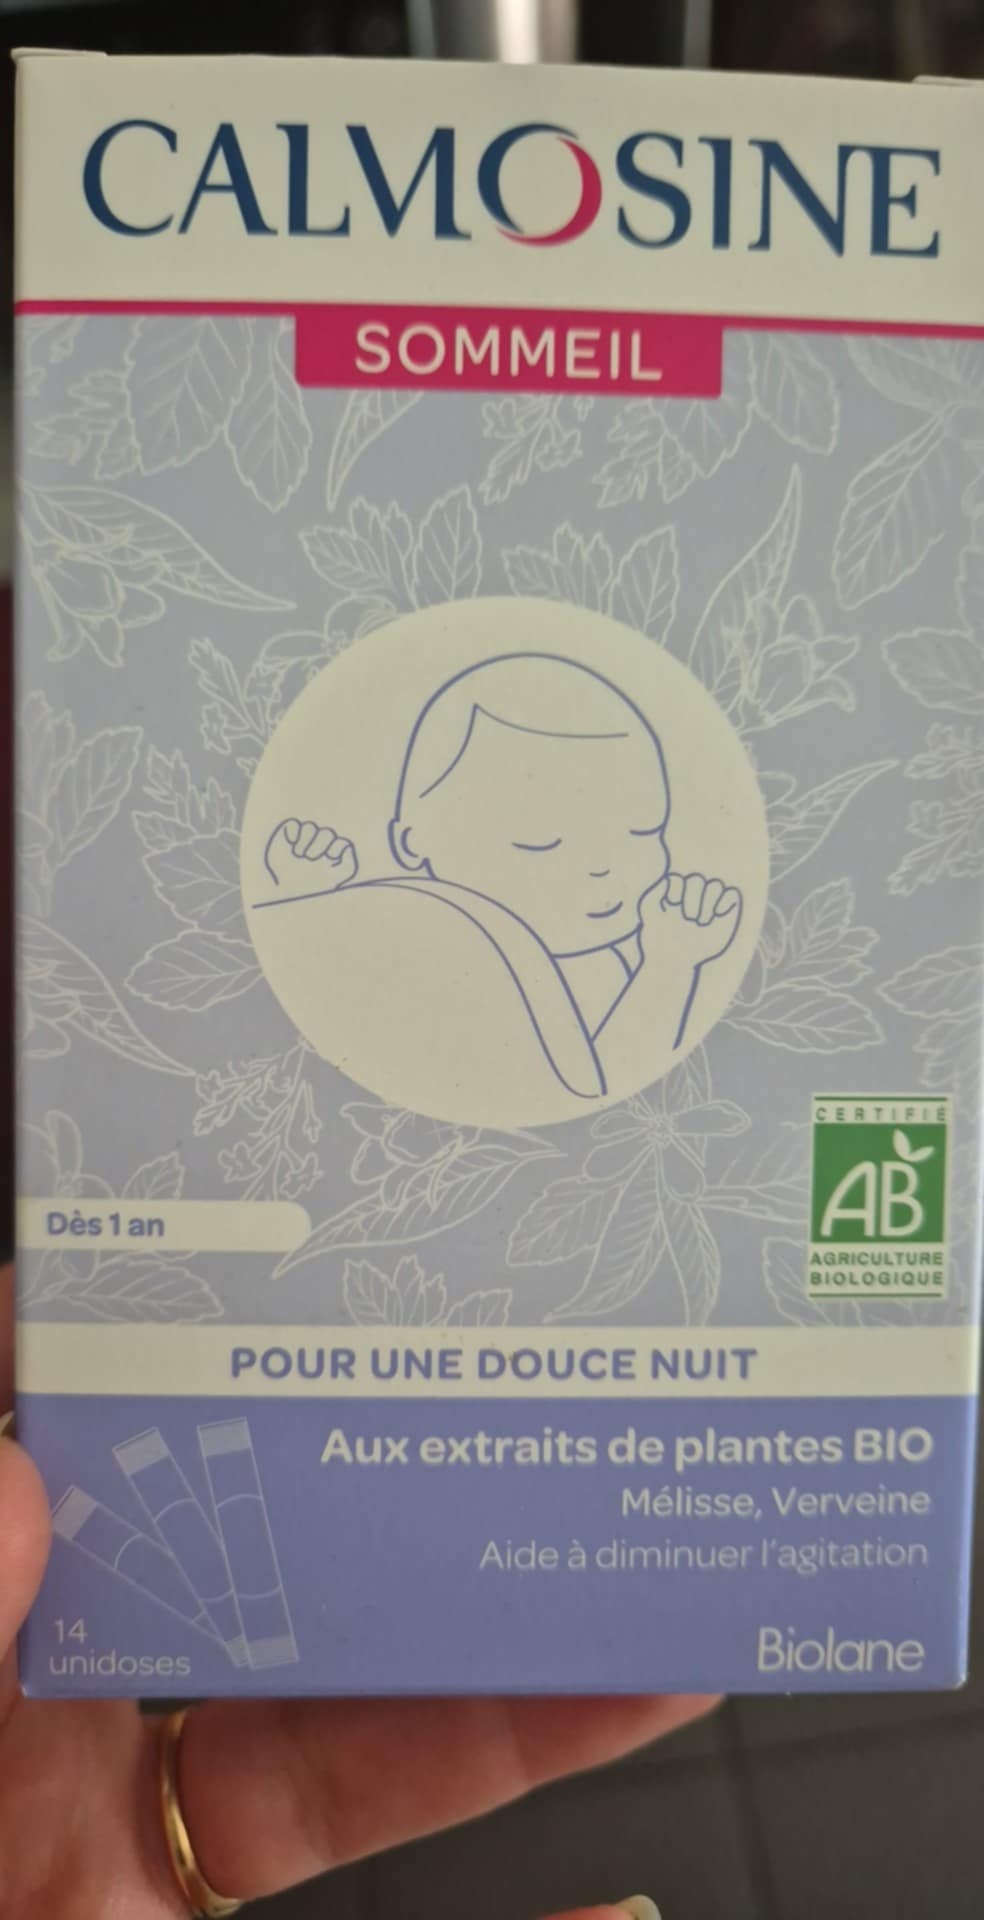 CALMOSINE
SOMMEIL
Dès 1 an
CERTIFIÉ
AB
AGRICULTURE
BIOLOGIQUE
POUR UNE DOUCE NUIT
Aux extraits de plantes BIO
Mélisse, Verveine
Aide à diminuer l'agitation
14
unidoses
Biolane